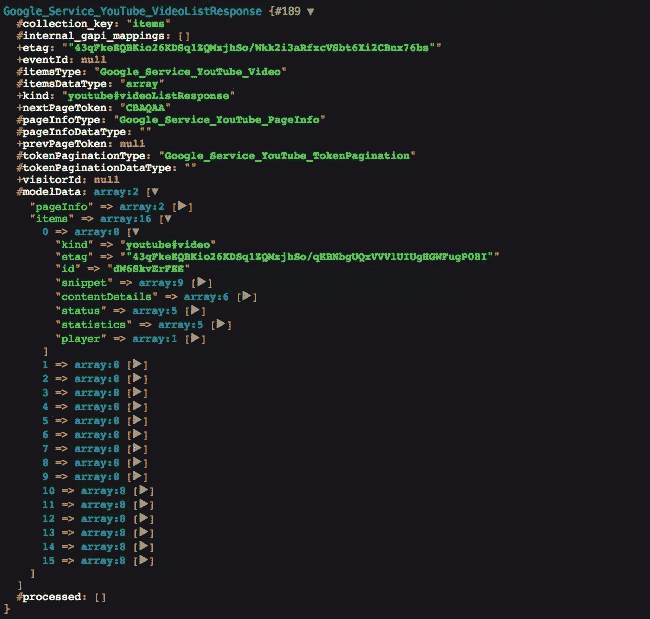 Google_Service_YouTube_VideoListResponse {#189 ▼
#collection_key: "items"
#internal_gapi_mappings: []
+etag:
+eventId: null
#itemsType: "Google_Service_YouTube_Video"
#itemsDataType: "array"
+kind: "youtube#videoListResponse"
+nextPageToken: "CBAQAA"
#pageInfoType: "Google_Service_YouTube_PageInfo"
#pageInfoDataType: ""
+prevPageToken: null
#tokenPaginationType: "Google_Service_YouTube_TokenPagination"
#tokenPaginationDataType: ""
+visitorId: null
#modelData: array:2 [▼
"pageInfo" => array:2 [▶]
"items" => array:16 [▼
0 => array:8 [▼
"kind" => "youtube#video"
"etag" =>
"id" =>
"snippet" => array:9 [▶]
"contentDetails" => array:6 [▶]
"status" => array:5 [▶]
"statistics" => array:5 [▶]
"player" => array:1 [▶]
]
1 => array:8 [▶]
2 => array:8 [▶]
3 => array:8 [▶]
4 => array:8 [▶]
5 => array:8 [▶]
6 => array:8 [▶]
7 => array:8 [▶]
8 => array:8 [▶]
9 => array:8 [▶]
10 => array:8 [▶]
11 => array:8 [▶]
12 => array:8 [▶]
13 => array:8 [▶]
14 => array:8 [▶]
15 => array:8 [▶]
]
]
#processed: []
}